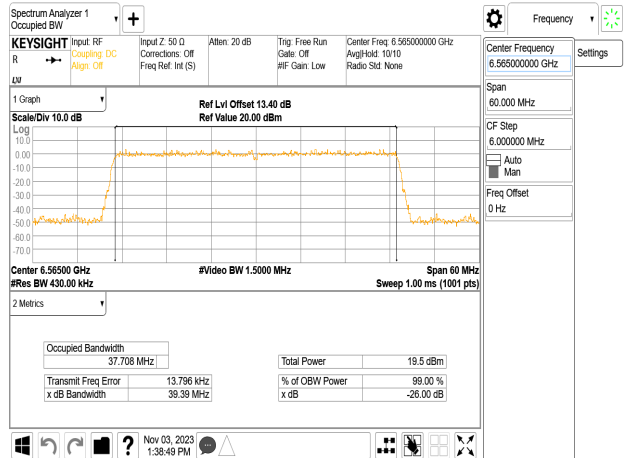 Spectrum Analyzer 1
Occupied BW
Frequency
KEYSIGHT
R
Input: RF
Coupling: DC
Align: Off
Input Z: 50 Ω
Corrections: Off
Freq Ref: Int (S)
Atten: 20 dB
Trig: Free Run
Gate: Off
#IF Gain: Low
Center Freq: 6.565000000 GHz
Avg|Hold: 10/10
Radio Std: None
Center Frequency
6.565000000 GHz
Settings
Span
60.000 MHz
CF Step
6.000000 MHz
Auto
Man
Freq Offset
0 Hz
1 Graph
Scale/Div 10.0 dB
Ref Lvl Offset 13.40 dB
Ref Value 20.00 dBm
Log
10.0
0.00
-10.0
-20.0
-30.0
-40.0
-50.0
-60.0
-70.0
Center 6.56500 GHz
#Video BW 1.5000 MHz
Span 60 MHz
#Res BW 430.00 kHz
Sweep 1.00 ms (1001 pts)
2 Metrics
Occupied Bandwidth
37.708 MHz
Total Power 19.5 dBm
Transmit Freq Error 13.796 kHz
% of OBW Power 99.00 %
x dB Bandwidth 39.39 MHz
x dB -26.00 dB
?
Nov 03, 2023
1:38:49 PM